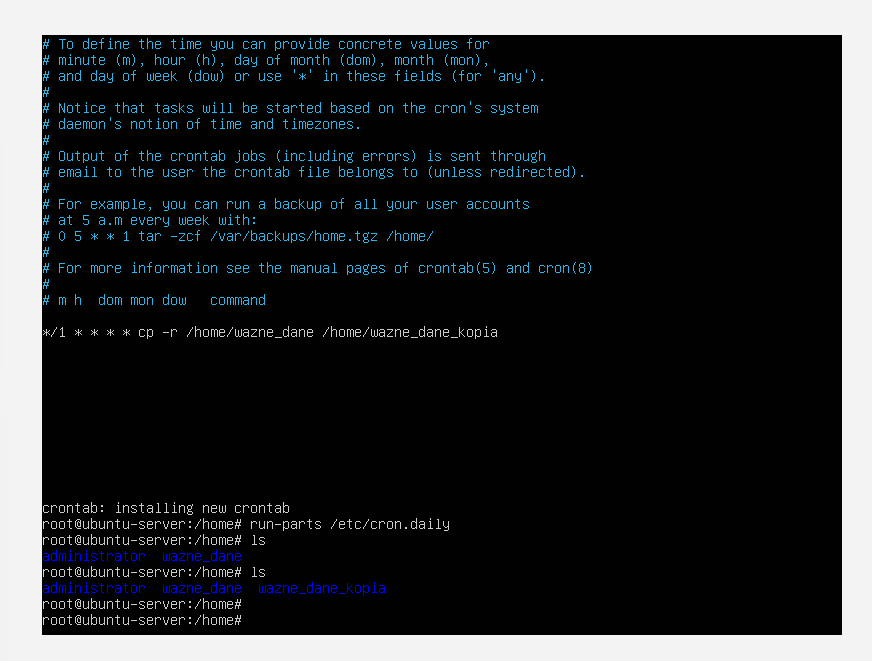 # To define the time you can provide concrete values for
# minute (m), hour (h), day of month (dom), month (mon),
# and day of week (dow) or use '*' in these fields (for 'any').
#
# Notice that tasks will be started based on the cron's system
# daemon's notion of time and timezones.
#
# Output of the crontab jobs (including errors) is sent through
# email to the user the crontab file belongs to (unless redirected).
#
# For example, you can run a backup of all your user accounts
# at 5 a.m every week with:
# 0 5 * * 1 tar -zcf /var/backups/home.tgz /home/
#
# For more information see the manual pages of crontab(5) and cron(8)
#
# m h  dom mon dow   command
*/1 * * * * cp -r /home/wazne_dane /home/wazne_dane_kopia
crontab: installing new crontab
root@ubuntu-server:/home# run-parts /etc/cron.daily
root@ubuntu-server:/home# ls
administrator  wazne_dane
root@ubuntu-server:/home# ls
administrator  wazne_dane  wazne_dane_kopia
root@ubuntu-server:/home#
root@ubuntu-server:/home#